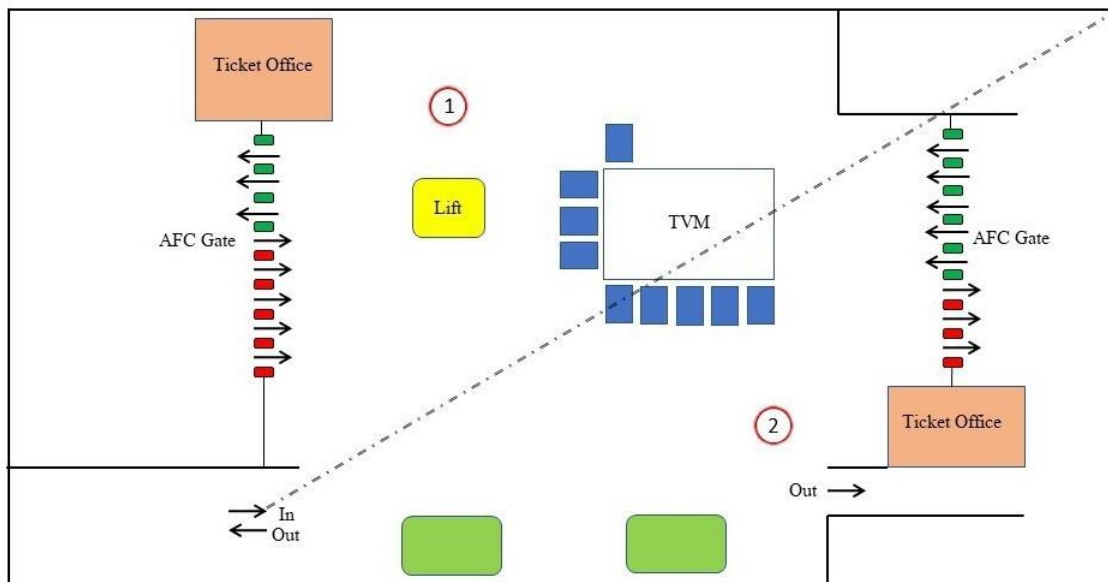 Ticket Office
1
Lift
TVM
AFC Gate
AFC Gate
2
Ticket Office
Out
In
Out